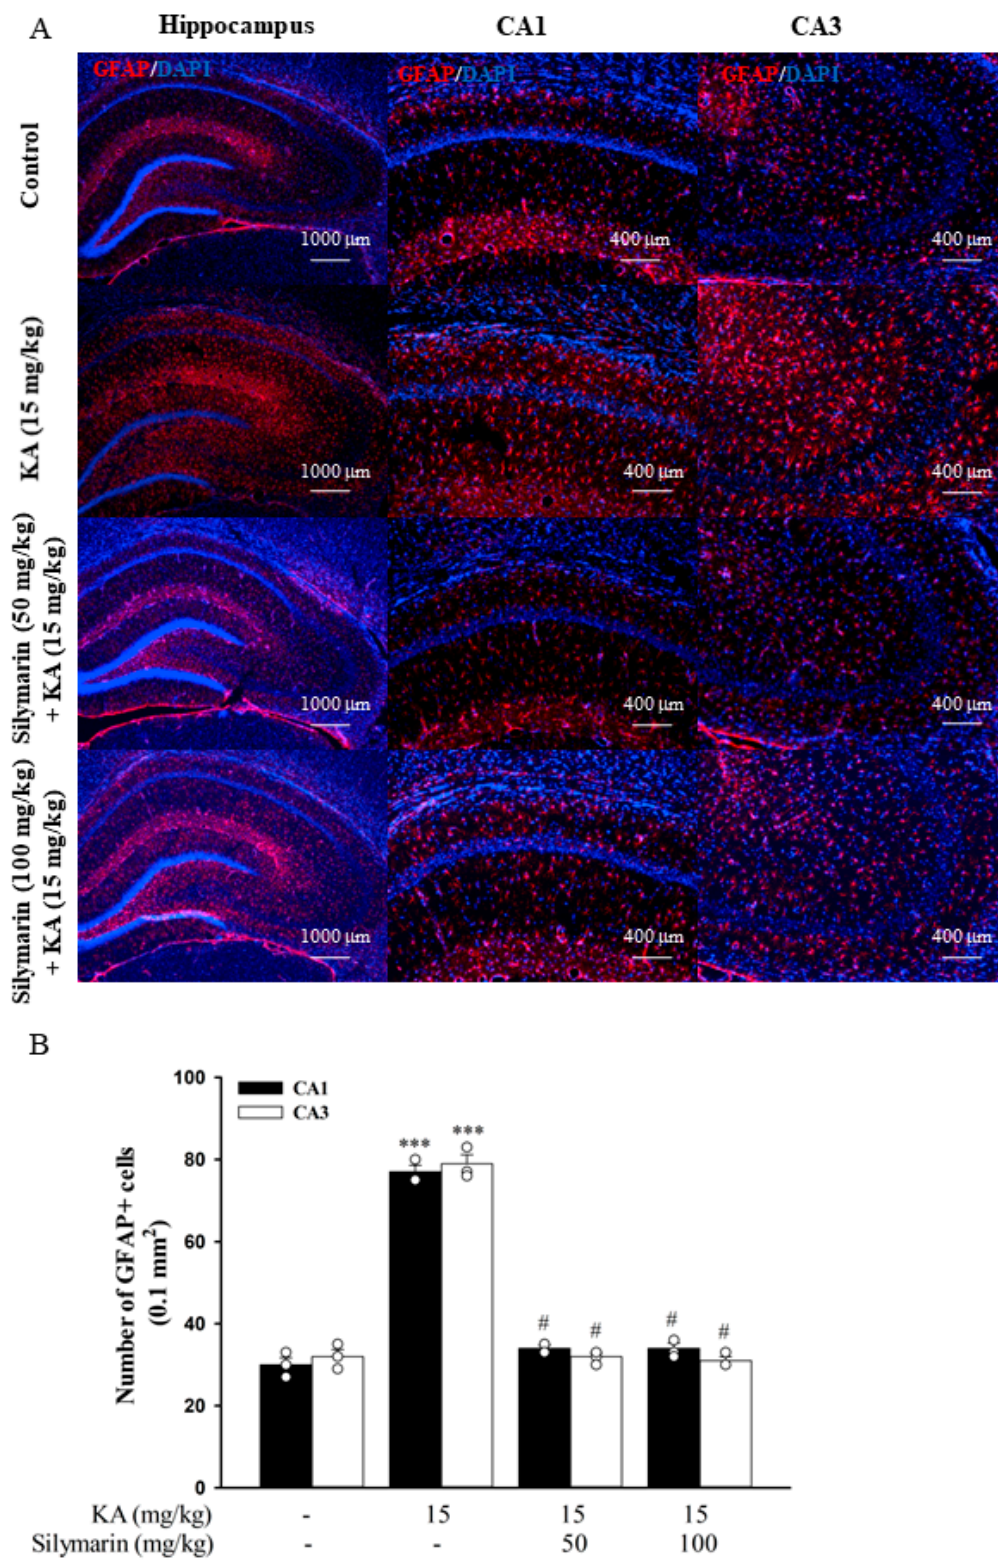 A
Hippocampus CA1 CA3
GFAP/DAPI GFAP/DAPI GFAP/DAPI
Control
1000 μm 400 μm 400 μm
KA (15 mg/kg)
1000 μm 400 μm 400 μm
Silymarin (50 mg/kg)
+ KA (15 mg/kg)
1000 μm 400 μm 400 μm
Silymarin (100 mg/kg)
+ KA (15 mg/kg)
1000 μm 400 μm 400 μm
B
CA1
CA3
Number of GFAP+ cells
(0.1 mm²)
100
80
60
40
20
0
*** ***
# # # #
KA (mg/kg) - 15 15 15
Silymarin (mg/kg) - - 50 100